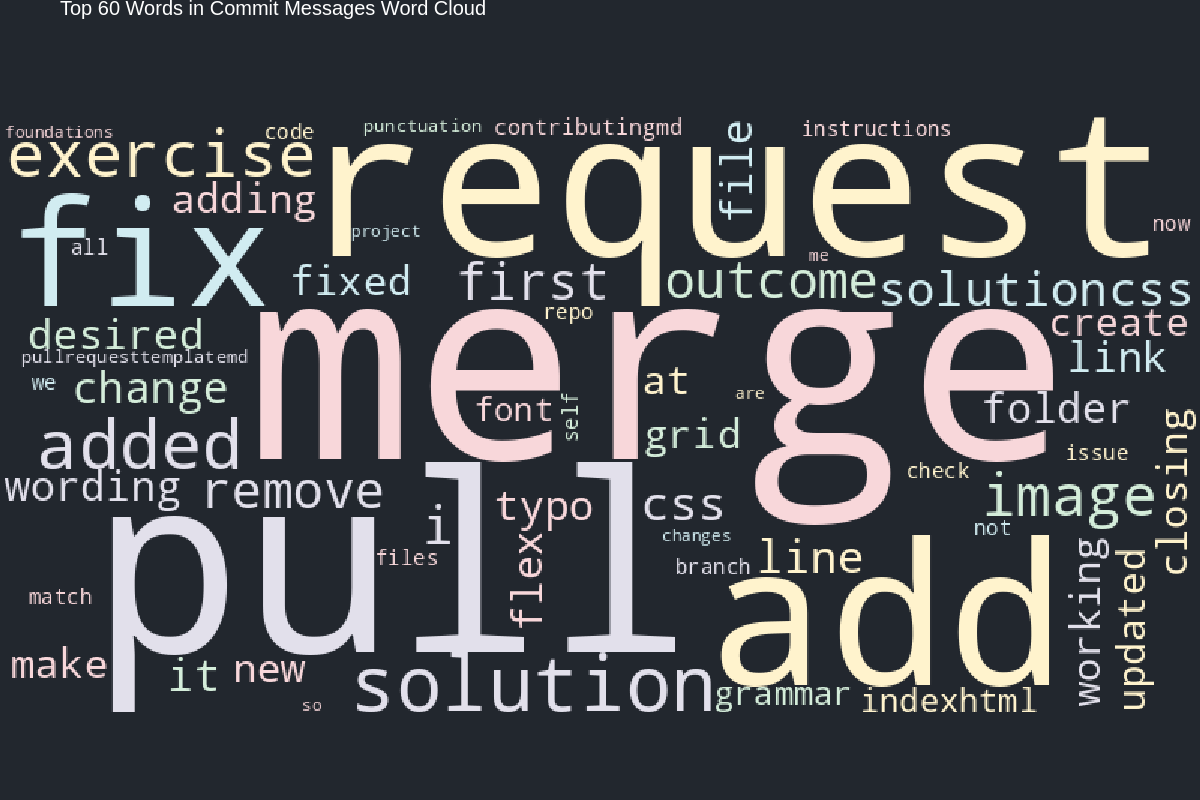 Top 60 Words in Commit Messages Word Cloud
foundations
code
punctuation
contributingmd
file
instructions
exercise
request
adding
fix
all
project
now
me
fixed
first
outcome
solutioncss
repo
desired
merge
create
pullrequesttemplatemd
link
we
change
at
are
font
self
folder
added
grid
issue
closing
check
wording
remove
typo
css
image
i
not
pull
changes
files
flex
branch
line
add
working
updated
match
make
it
new
solution
grammar
indexhtml
so